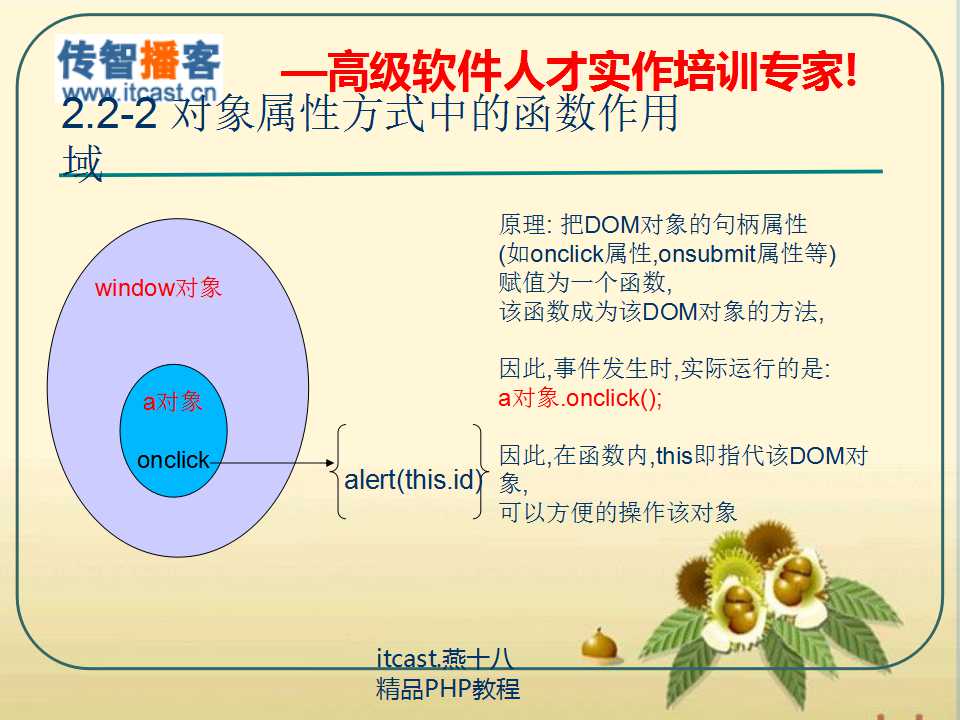 传智播客
www.itcast.cn
—高级软件人才实作培训专家!
2.2-2 对象属性方式中的函数作用
域
window对象
a对象
onclick
alert(this.id)
原理: 把DOM对象的句柄属性
(如onclick属性,onsubmit属性等)
赋值为一个函数,
该函数成为该DOM对象的方法,
因此,事件发生时,实际运行的是:
a对象.onclick();
因此,在函数内,this即指代该DOM对
象,
可以方便的操作该对象
itcast.燕十八
精品PHP教程